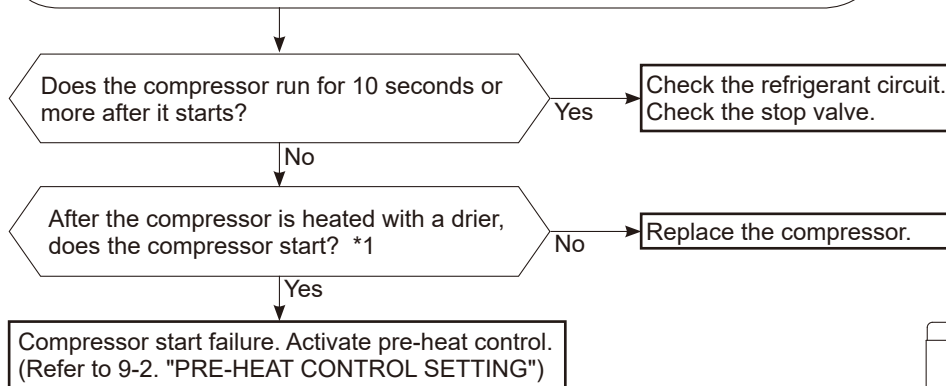 Does the compressor run for 10 seconds or
more after it starts?
Yes
Check the refrigerant circuit.
Check the stop valve.
No
After the compressor is heated with a drier,
does the compressor start? *1
No
Replace the compressor.
Yes
Compressor start failure. Activate pre-heat control.
(Refer to 9-2. "PRE-HEAT CONTROL SETTING")